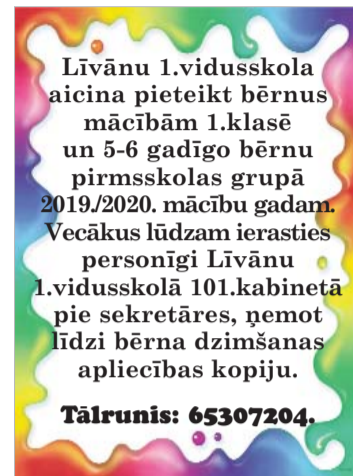 Līvānu 1.vidusskola
aicina pieteikt bērnus
mācībām 1.klasē
un 5-6 gadīgo bērnu
pirmsskolas grupā
2019./2020. mācību gadam.
Vecākus lūdzam ierasties
personīgi Līvānu
1.vidusskolā 101.kabinetā
pie sekretāres, ņemot
līdzi bērna dzimšanas
apliecības kopiju.
Tālrunis: 65307204.